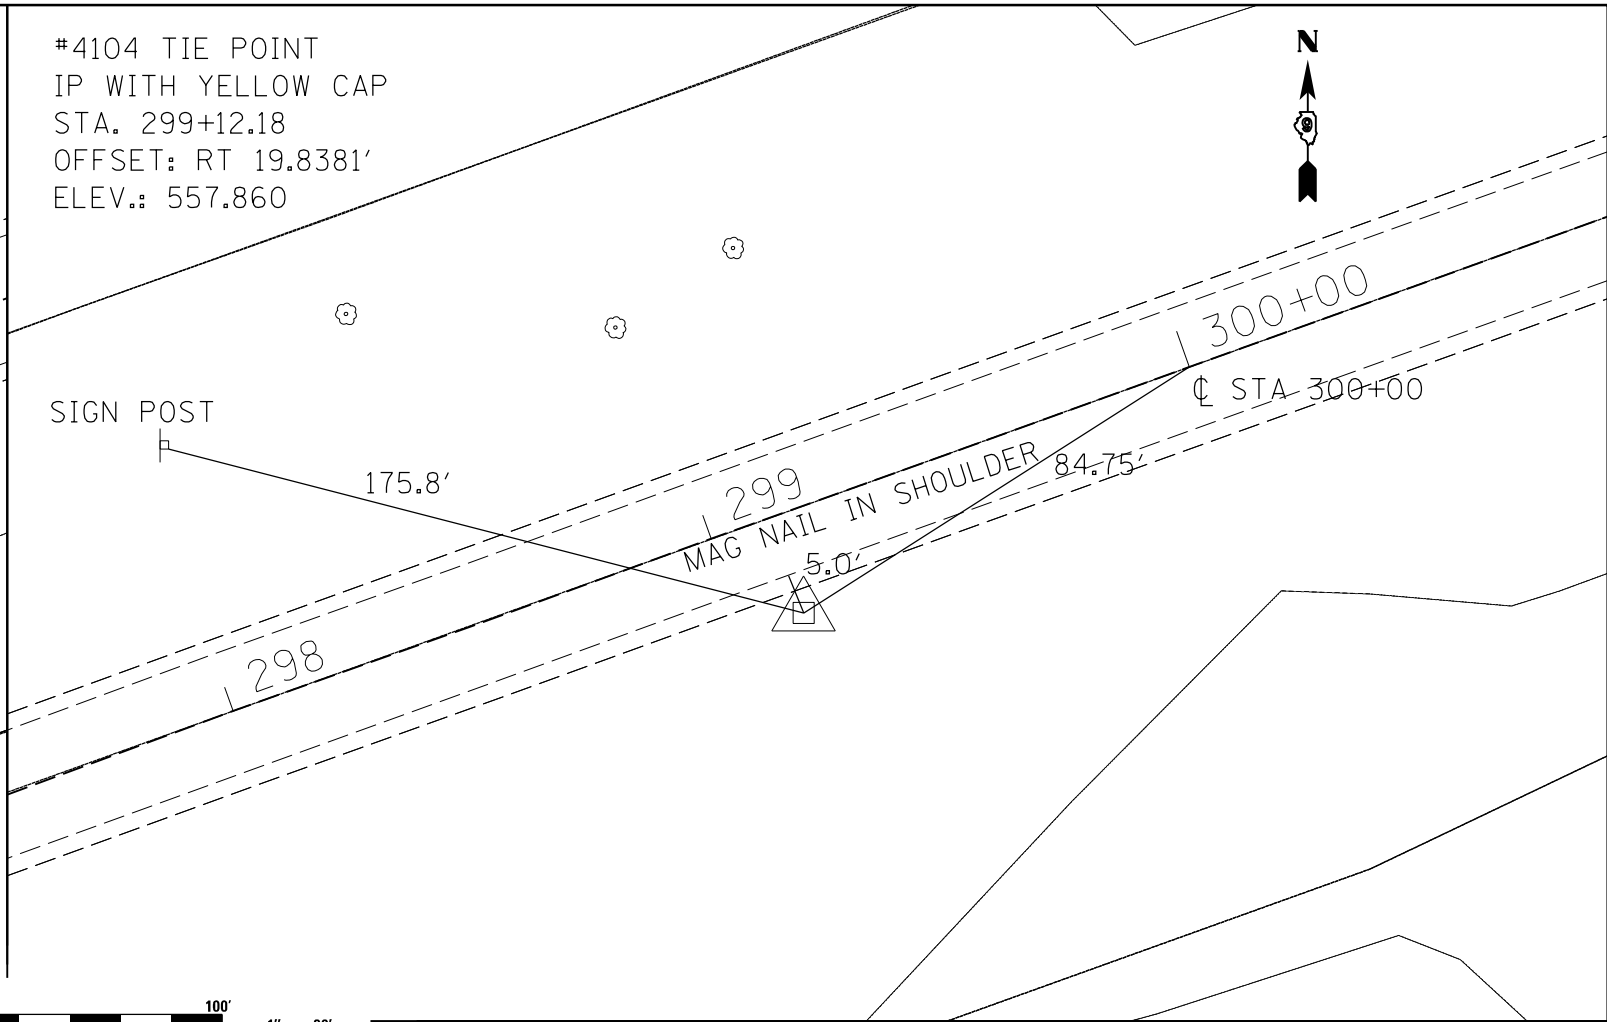 #4104 TIE POINT
IP WITH YELLOW CAP
STA. 299+12.18
OFFSET: RT 19.8381'
ELEV.: 557.860
N
300+00
℄ STA 300+00
SIGN POST
175.8'
299
MAG NAIL IN SHOULDER
84.75'
5.0'
298
100'